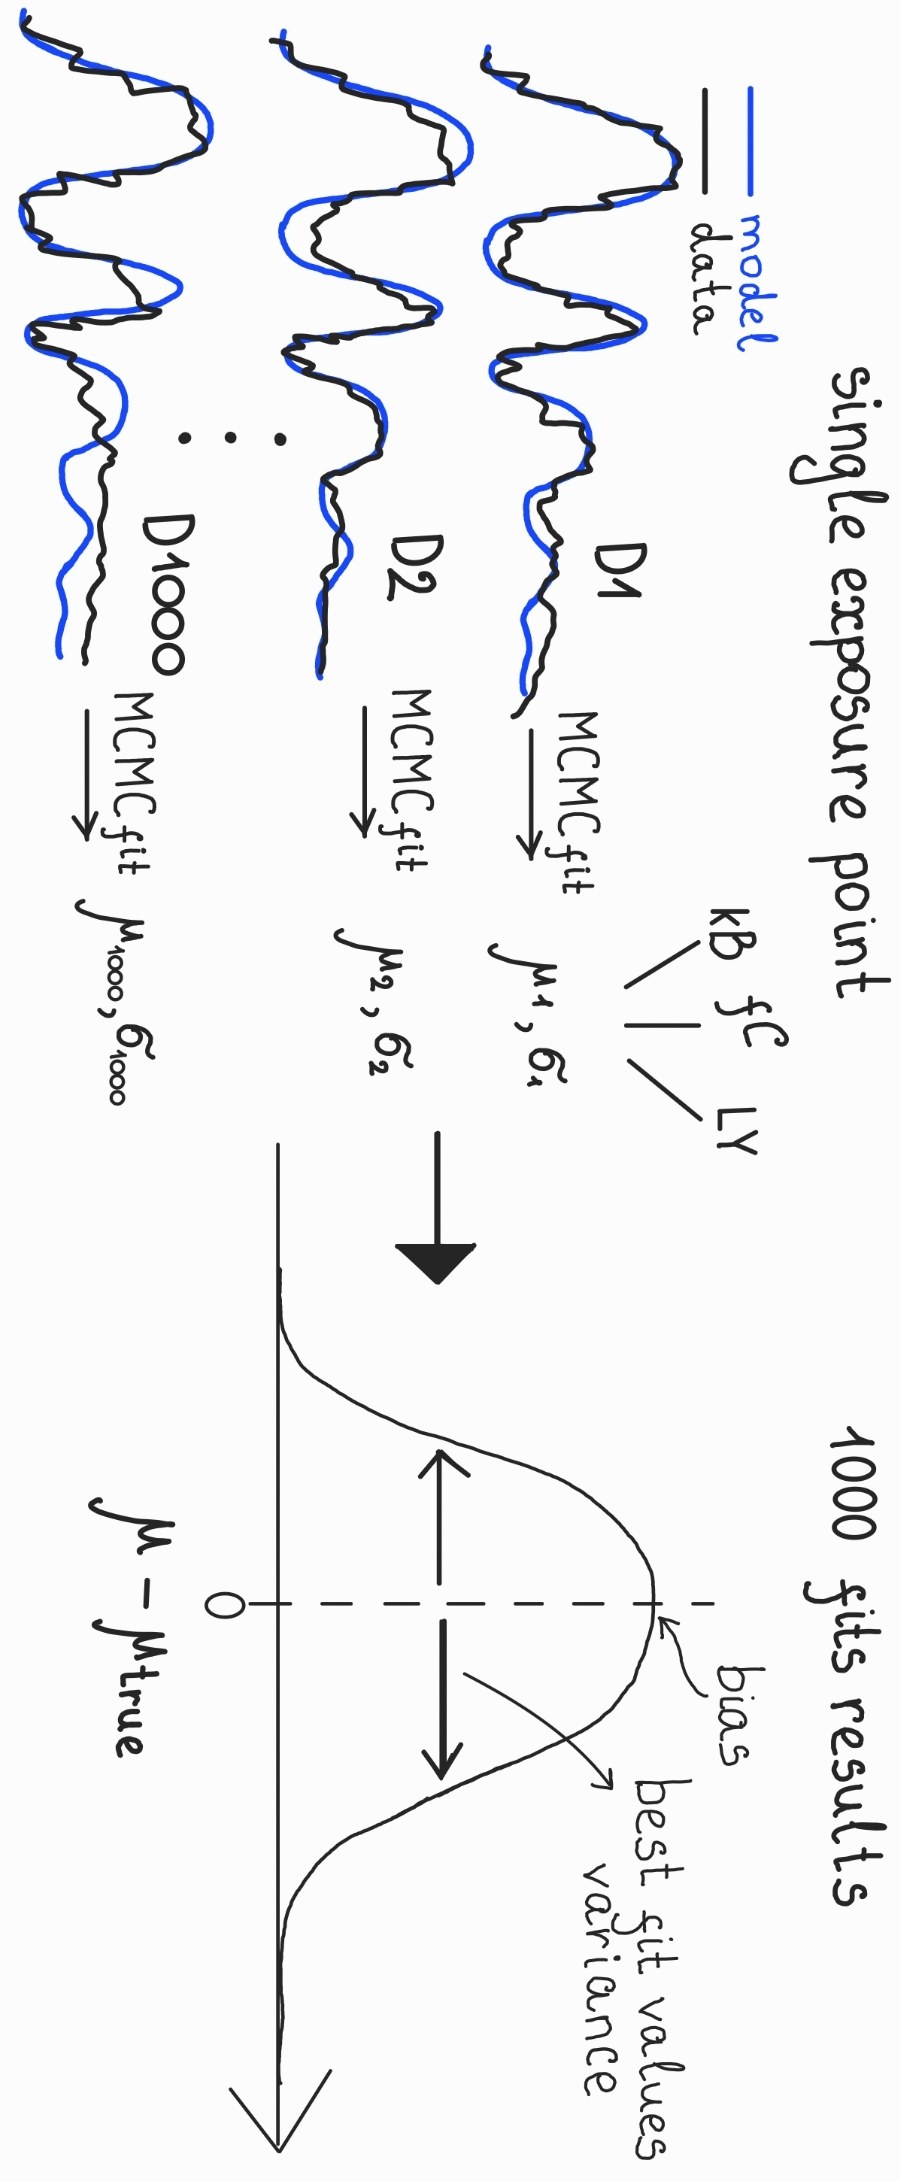 single exposure point
model
data
kB fC LY
D1
MCMC fit
μ1, σ1
D2
MCMC fit
μ2, σ2
D1000
MCMC fit
μ1000, σ1000
1000 fits results
bias
best fit values
variance
0
μ - μtrue